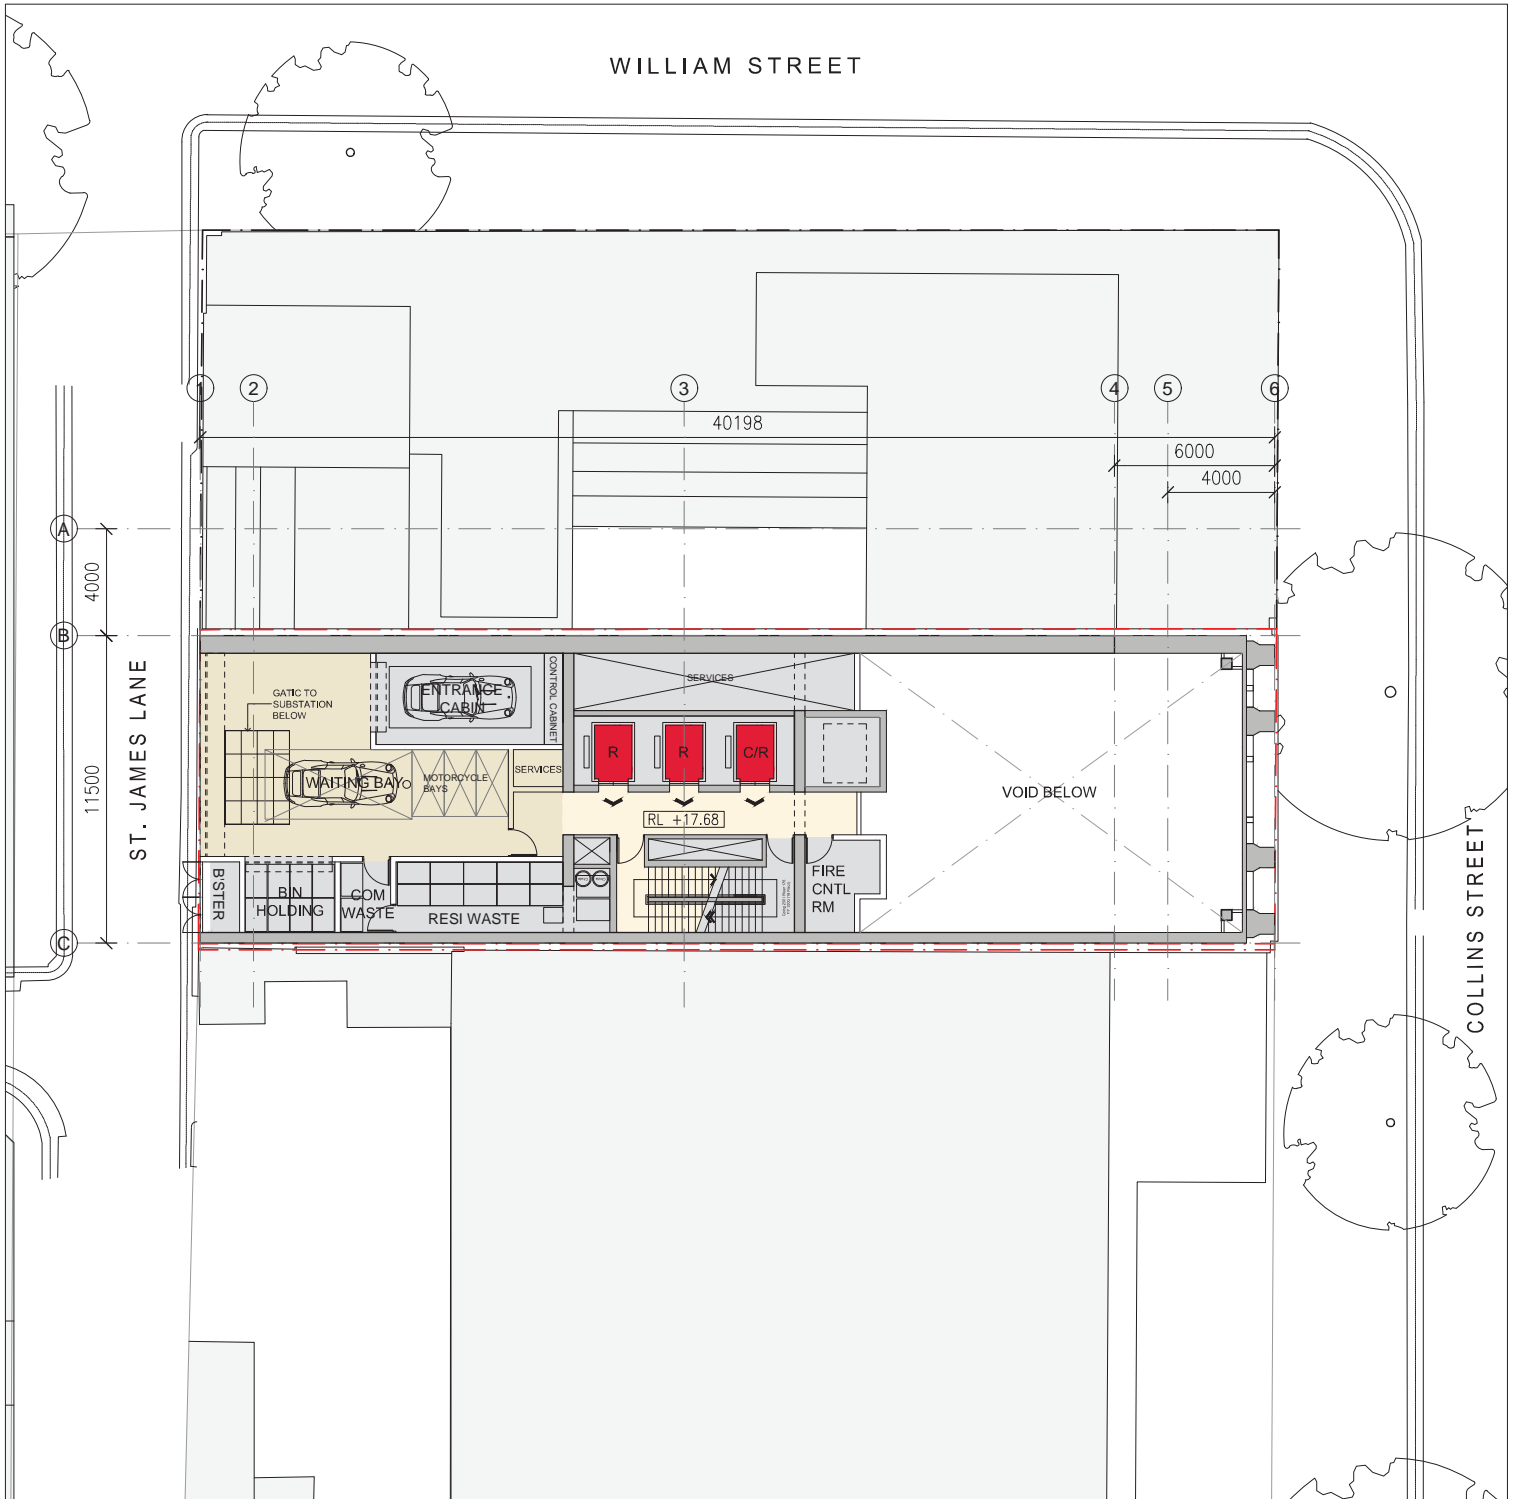 WILLIAM STREET
1
2
3
4
5
6
40198
6000
4000
A
4000
B
11500
C
ST. JAMES LANE
COLLINS STREET
GATIC TO
SUBSTATION
BELOW
ENTRANCE
CABIN
CONTROL CABINET
SERVICES
WAITING BAY
MOTORCYCLE
BAYS
SERVICES
R
R
C/R
RL +17.68
VOID BELOW
B'STER
BIN
HOLDING
COM
WASTE
RESI WASTE
FIRE
CNTL
RM